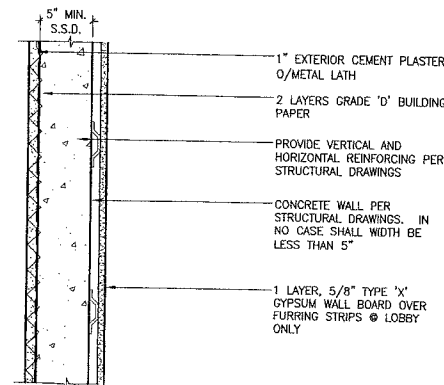 5" MIN.
S.S.D.
1" EXTERIOR CEMENT PLASTER
O/METAL LATH
2 LAYERS GRADE 'D' BUILDING
PAPER
PROVIDE VERTICAL AND
HORIZONTAL REINFORCING PER
STRUCTURAL DRAWINGS
CONCRETE WALL PER
STRUCTURAL DRAWINGS. IN
NO CASE SHALL WIDTH BE
LESS THAN 5"
1 LAYER, 5/8" TYPE 'X'
GYPSUM WALL BOARD OVER
FURRING STRIPS @ LOBBY
ONLY